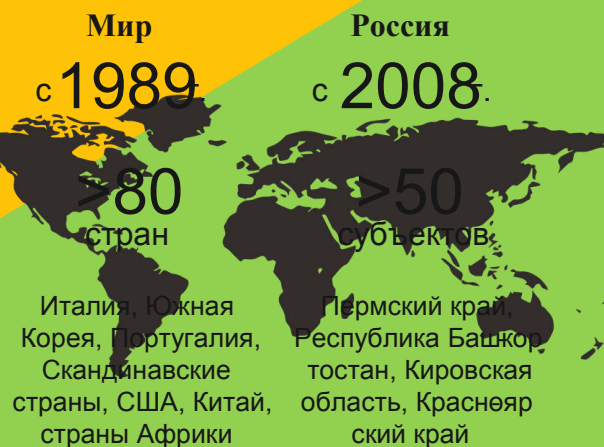 Мир
с 1989 г.
>80
стран
Италия, Южная
Корея, Португалия,
Скандинавские
страны, США, Китай,
страны Африки
Россия
с 2008 г.
>50
субъектов
Пермский край,
Республика Башкор
тостан, Кировская
область, Краснояр
ский край